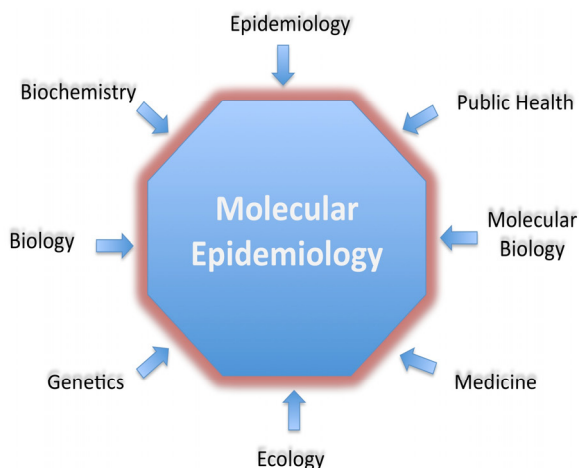 Epidemiology
Biochemistry
Public Health
Molecular
Epidemiology
Biology
Molecular
Biology
Genetics
Medicine
Ecology